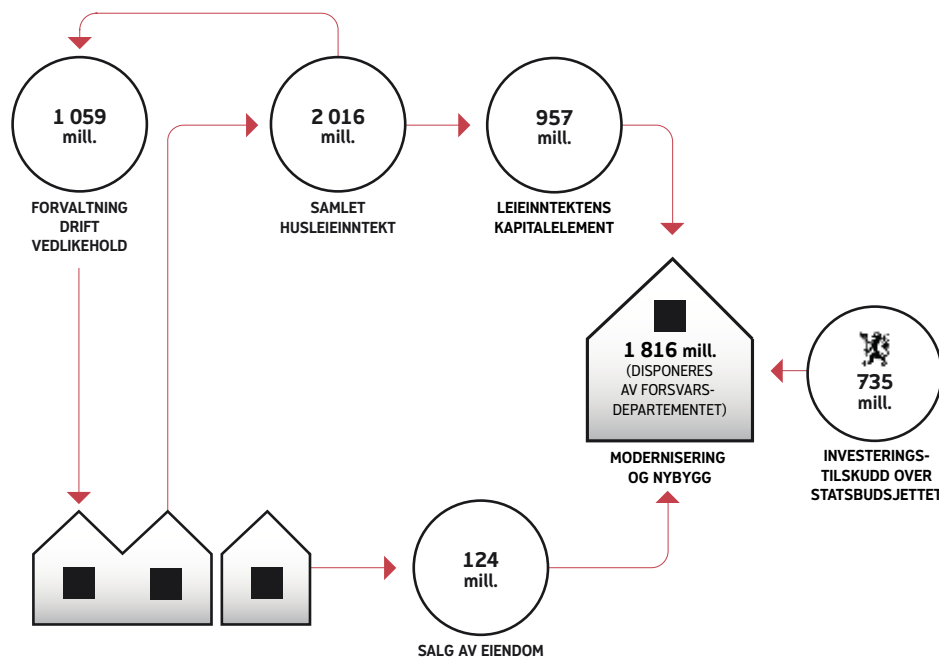 1 059
mill.
FORVALTNING
DRIFT
VEDLIKEHOLD
2 016
mill.
SAMLET
HUSLEIEINNTEKT
957
mill.
LEIEINNTEKTENS
KAPITALELEMENT
1 816 mill.
(DISPONERES
AV FORSVARS-
DEPARTEMENTET)
MODERNISERING
OG NYBYGG
735
mill.
INVESTERINGS-
TILSKUDD OVER
STATSBUDSJETTET
124
mill.
SALG AV EIENDOM